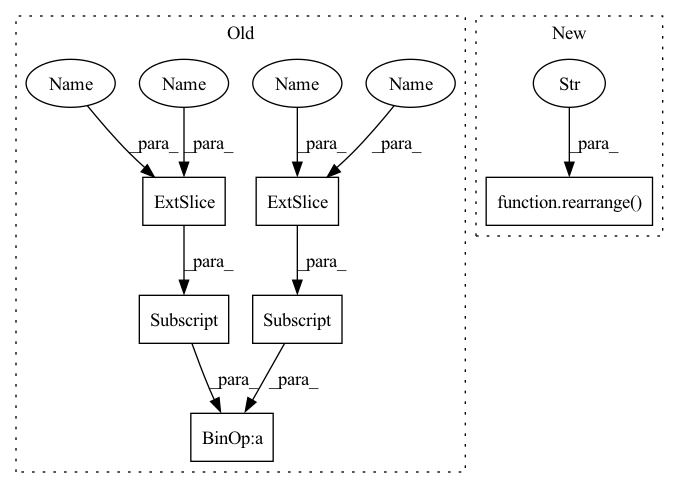 Old
New
Name
Name
Name
Name
Str
_para_
_para_
_para_
_para_
_para_
ExtSlice
ExtSlice
function.rearrange()
_para_
_para_
Subscript
Subscript
_para_
_para_
BinOp:a